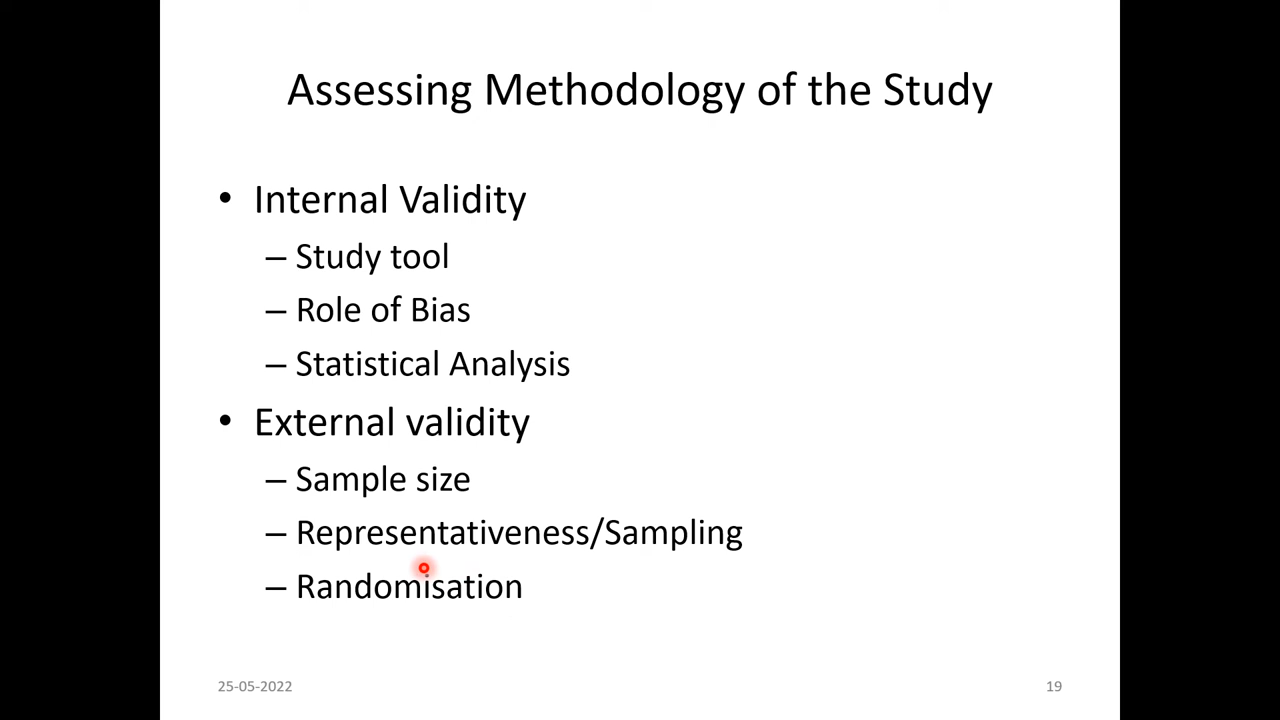 Assessing Methodology of the Study
• Internal Validity
– Study tool
– Role of Bias
– Statistical Analysis
• External validity
– Sample size
– Representativeness/Sampling
– Randomisation
25-05-2022
19